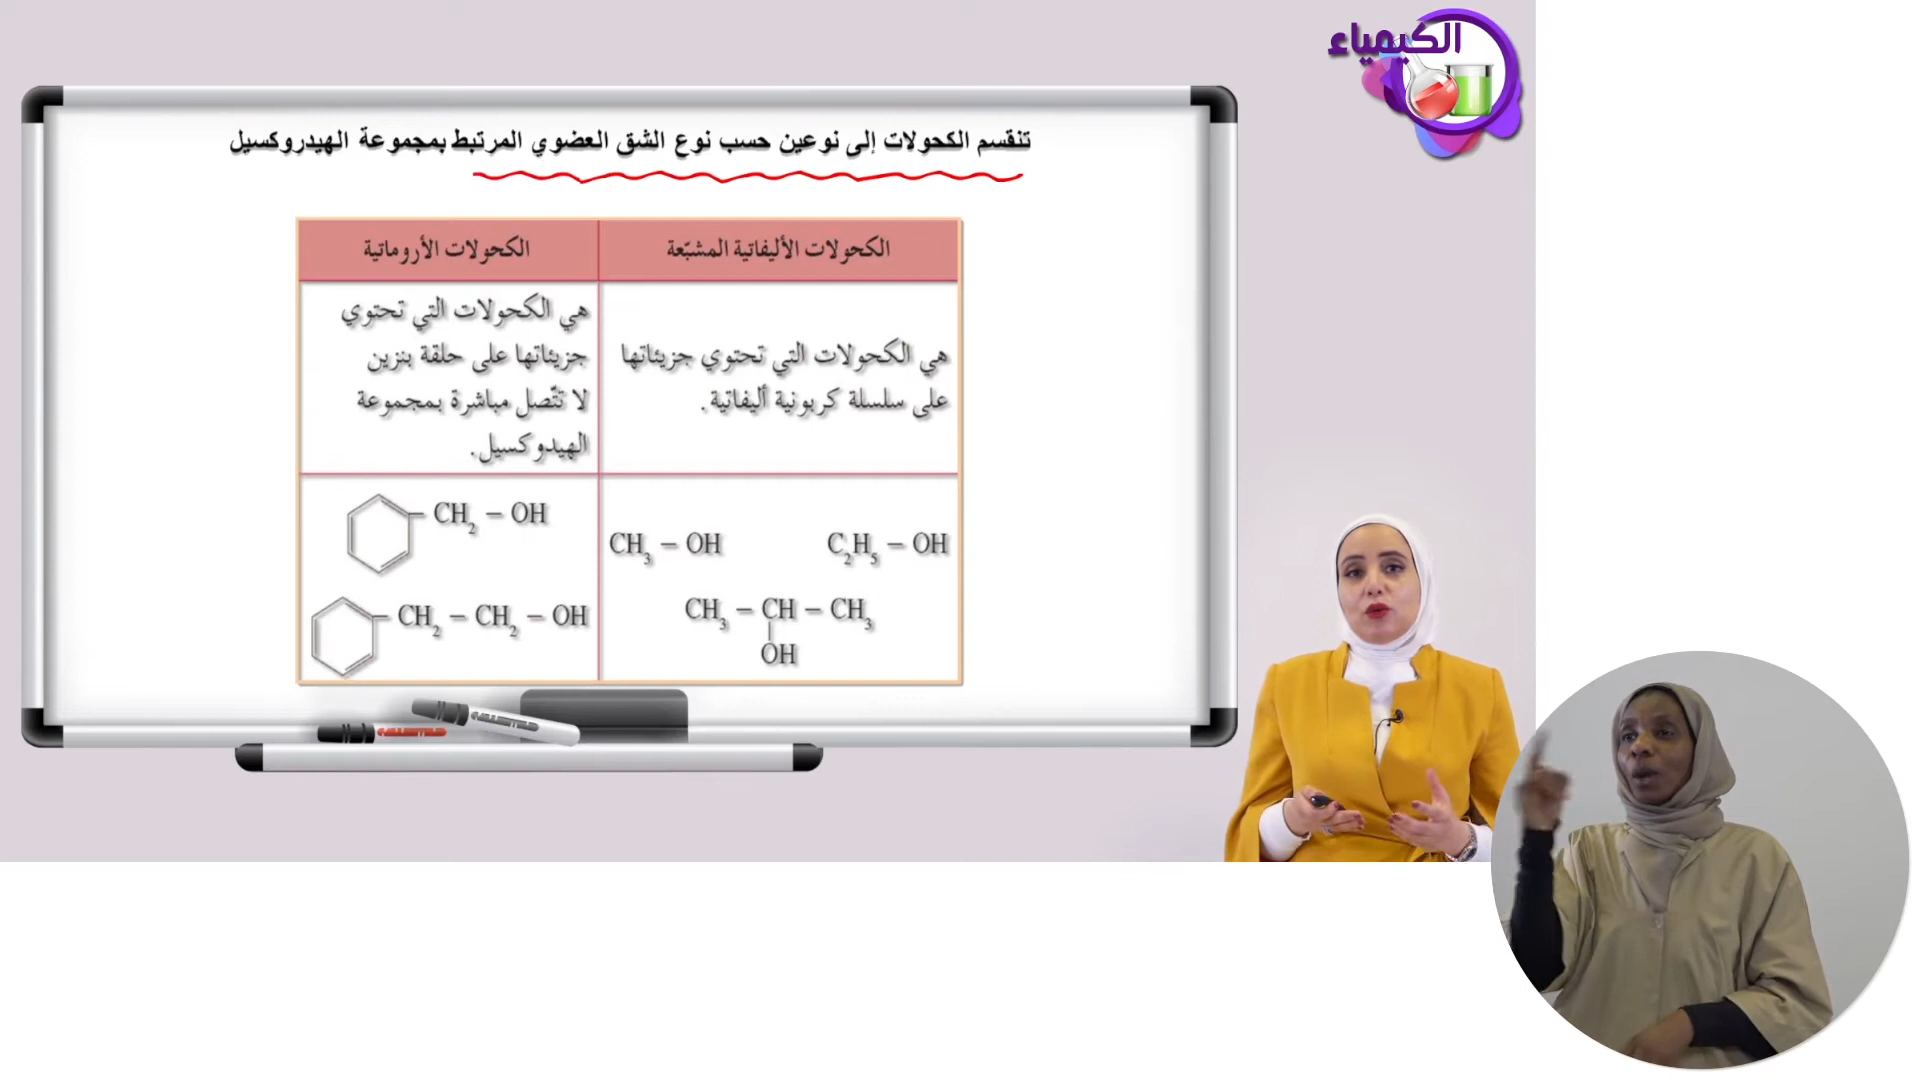 الكيمياء
تنقسم الكحولات إلى نوعين حسب نوع الشق العضوي المرتبط بمجموعة الهيدروكسيل
الكحولات الأليفاتية المشبّعة
الكحولات الأروماتية
هي الكحولات التي تحتوي جزيئاتها
على سلسلة كربونية أليفاتية.
هي الكحولات التي تحتوي
جزيئاتها على حلقة بنزين
لا تتّصل مباشرة بمجموعة
الهيدوكسيل.
CH₃ – OH
C₂H₅ – OH
CH₃ – CH – CH₃
OH
CH₂ – OH
CH₂ – CH₂ – OH